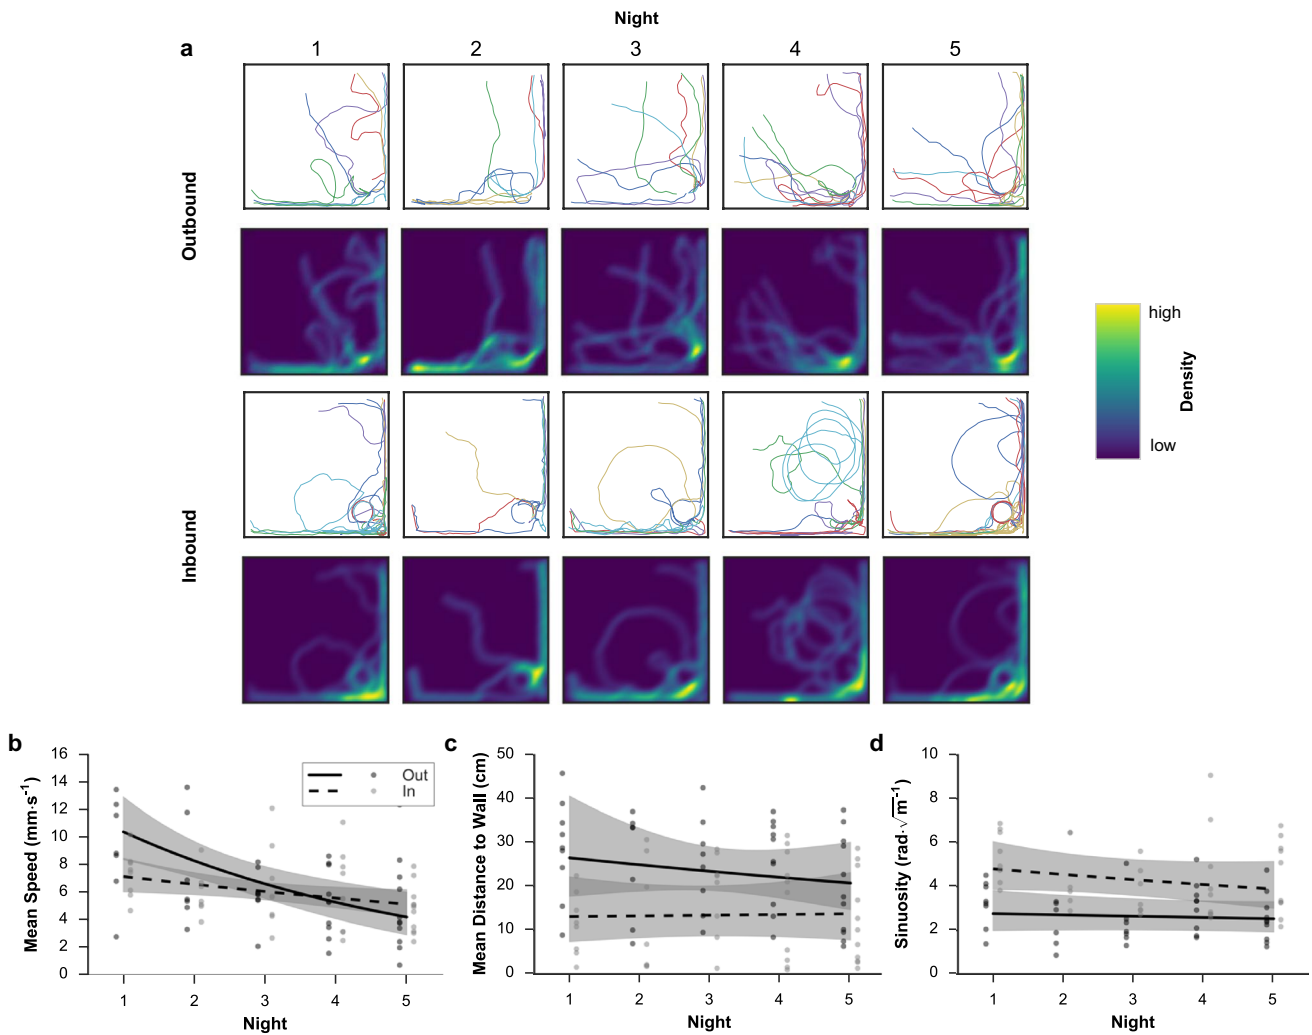 Night
a
1 2 3 4 5
Outbound
high
Density
low
Inbound
b
Mean Speed (mm·s⁻¹)
16
14
12
10
8
6
4
2
0
Out
In
1 2 3 4 5
Night
c
Mean Distance to Wall (cm)
50
40
30
20
10
0
1 2 3 4 5
Night
d
Sinuosity (rad·√m⁻¹)
10
8
6
4
2
0
1 2 3 4 5
Night